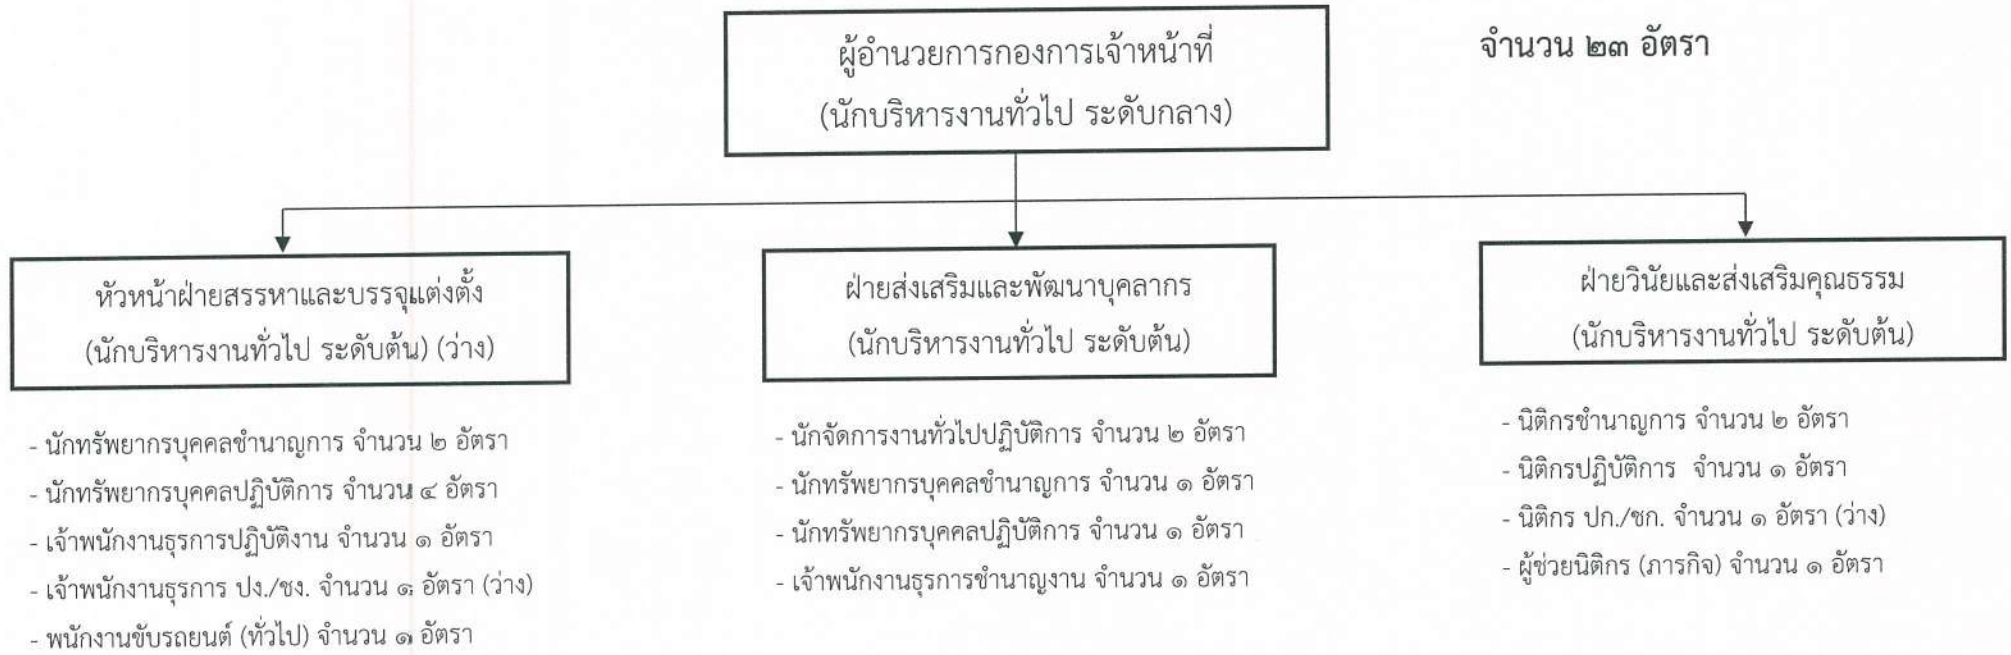 ผู้อำนวยการกองการเจ้าหน้าที่
(นักบริหารงานทั่วไป ระดับกลาง)
จำนวน ๒๓ อัตรา
หัวหน้าฝ่ายสรรหาและบรรจุแต่งตั้ง
(นักบริหารงานทั่วไป ระดับต้น) (ว่าง)
- นักทรัพยากรบุคคลชำนาญการ จำนวน ๒ อัตรา
- นักทรัพยากรบุคคลปฏิบัติการ จำนวน ๔ อัตรา
- เจ้าพนักงานธุรการปฏิบัติงาน จำนวน ๑ อัตรา
- เจ้าพนักงานธุรการ ปง./ชง. จำนวน ๑ อัตรา (ว่าง)
- พนักงานขับรถยนต์ (ทั่วไป) จำนวน ๑ อัตรา
ฝ่ายส่งเสริมและพัฒนาบุคลากร
(นักบริหารงานทั่วไป ระดับต้น)
- นักจัดการงานทั่วไปปฏิบัติการ จำนวน ๒ อัตรา
- นักทรัพยากรบุคคลชำนาญการ จำนวน ๑ อัตรา
- นักทรัพยากรบุคคลปฏิบัติการ จำนวน ๑ อัตรา
- เจ้าพนักงานธุรการชำนาญงาน จำนวน ๑ อัตรา
ฝ่ายวินัยและส่งเสริมคุณธรรม
(นักบริหารงานทั่วไป ระดับต้น)
- นิติกรชำนาญการ จำนวน ๒ อัตรา
- นิติกรปฏิบัติการ จำนวน ๑ อัตรา
- นิติกร ปก./ชก. จำนวน ๑ อัตรา (ว่าง)
- ผู้ช่วยนิติกร (ภารกิจ) จำนวน ๑ อัตรา